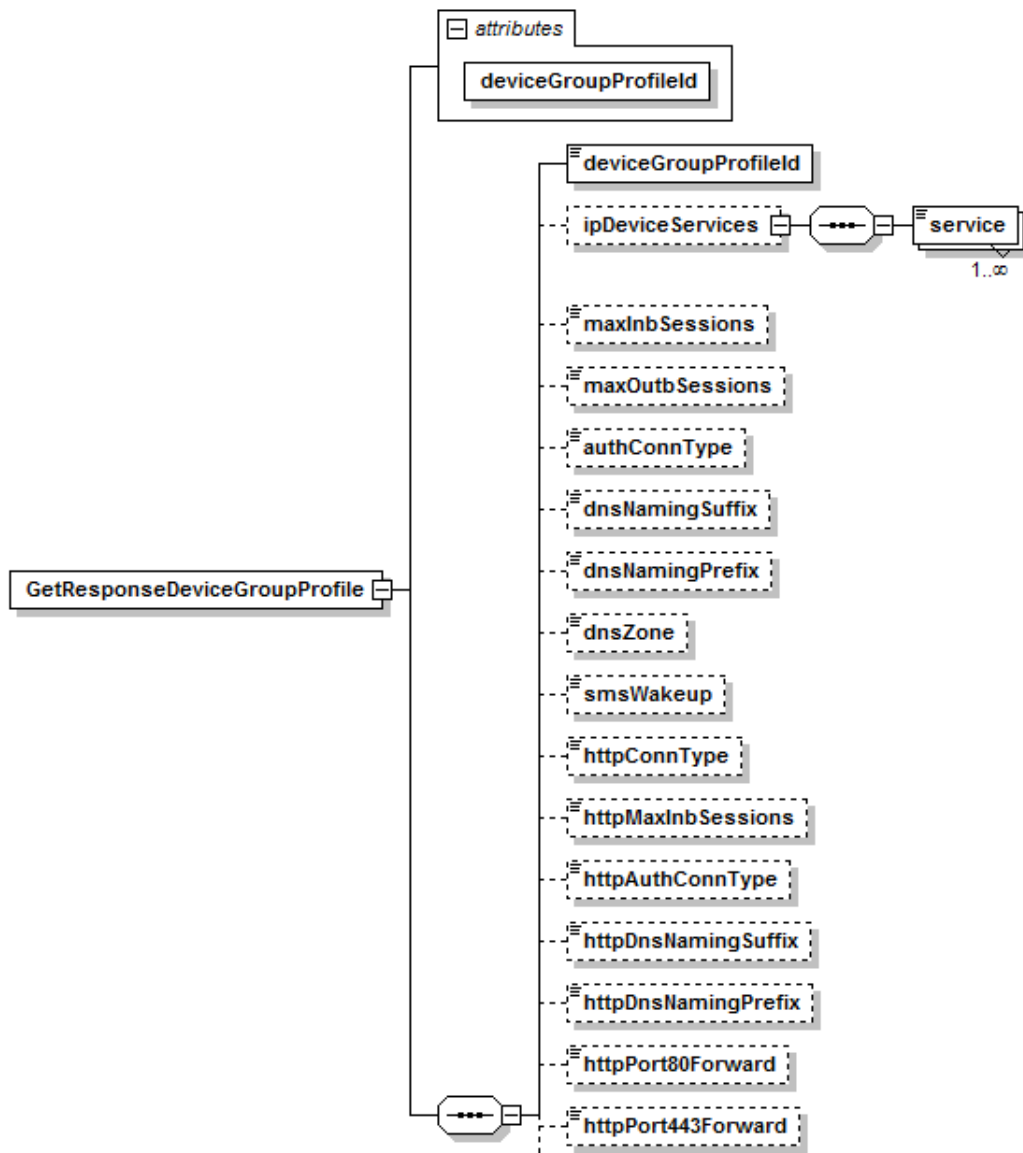 attributes
deviceGroupProfileId
deviceGroupProfileId
ipDeviceServices
service
1..∞
maxInbSessions
maxOutbSessions
authConnType
dnsNamingSuffix
dnsNamingPrefix
GetResponseDeviceGroupProfile
dnsZone
smsWakeup
httpConnType
httpMaxInbSessions
httpAuthConnType
httpDnsNamingSuffix
httpDnsNamingPrefix
httpPort80Forward
httpPort443Forward